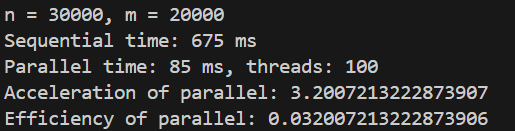 n = 30000, m = 20000
Sequential time: 675 ms
Parallel time: 85 ms, threads: 100
Acceleration of parallel: 3.2007213222873907
Efficiency of parallel: 0.032007213222873906